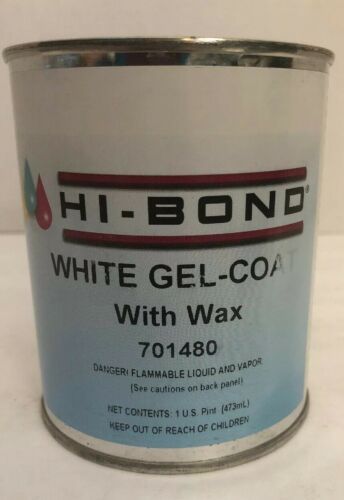 HI-BOND®
WHITE GEL-COAT
With Wax
701480
DANGER! FLAMMABLE LIQUID AND VAPOR.
(See cautions on back panel)
NET CONTENTS: 1 U.S. Pint (473mL)
KEEP OUT OF REACH OF CHILDREN